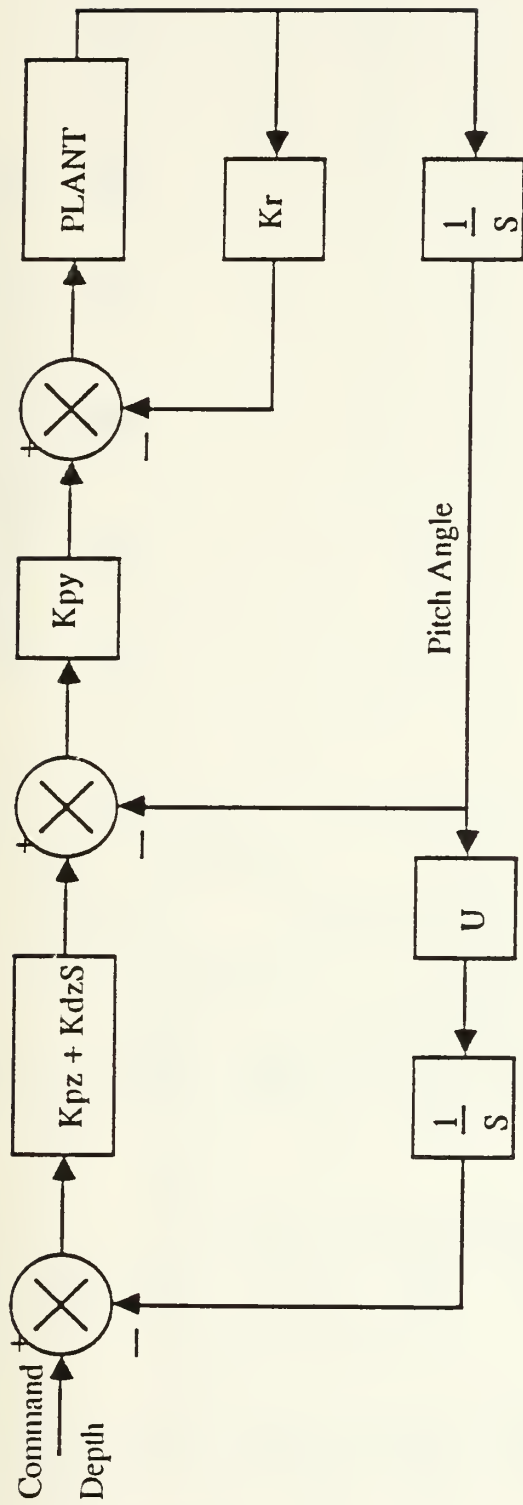 Command
Depth
+
−
Kpz + KdzS
+
−
Kpy
+
−
PLANT
Kr
1
S
Pitch Angle
U
1
S